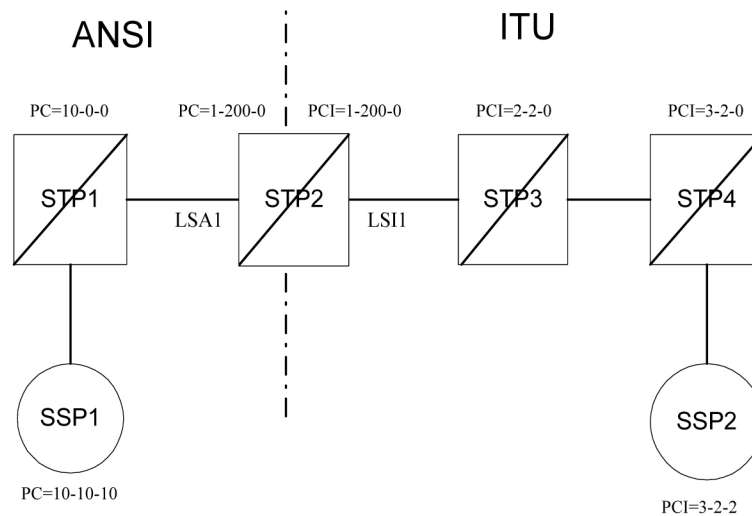 ANSI
ITU
PC=10-0-0
PC=1-200-0
PCI=1-200-0
PCI=2-2-0
PCI=3-2-0
STP1
STP2
STP3
STP4
LSA1
LSI1
SSP1
SSP2
PC=10-10-10
PCI=3-2-2